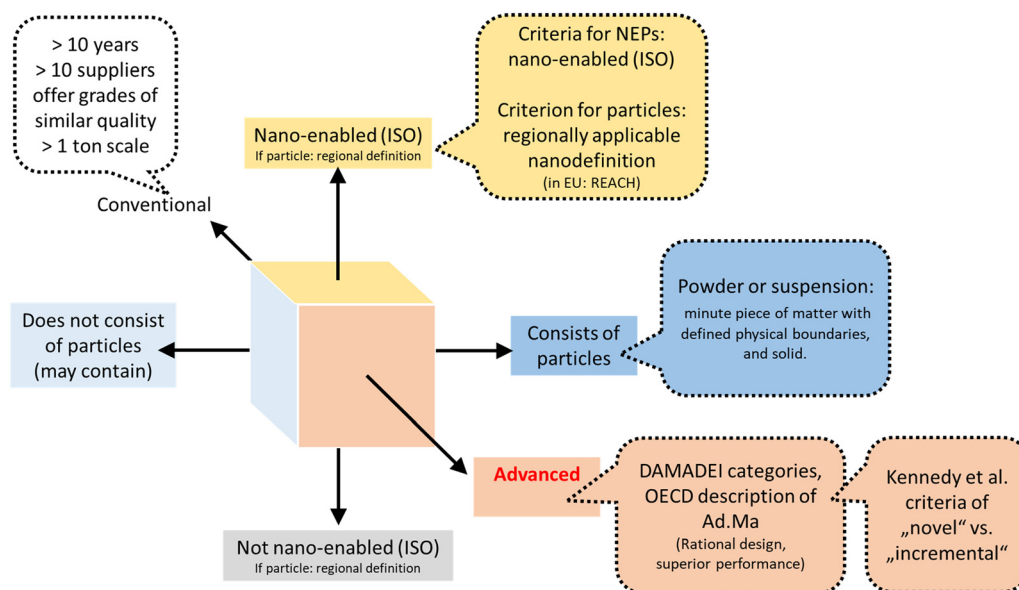 > 10 years
> 10 suppliers
offer grades of
similar quality
> 1 ton scale
Conventional
Nano-enabled (ISO)
If particle: regional definition
Criteria for NEPs:
nano-enabled (ISO)
Criterion for particles:
regionally applicable
nanodefinition
(in EU: REACH)
Does not consist
of particles
(may contain)
Consists of
particles
Powder or suspension:
minute piece of matter with
defined physical boundaries,
and solid.
Advanced
DAMADEI categories,
OECD description of
Ad.Ma
(Rational design,
superior performance)
Kennedy et al.
criteria of
„novel“ vs.
„incremental“
Not nano-enabled (ISO)
If particle: regional definition